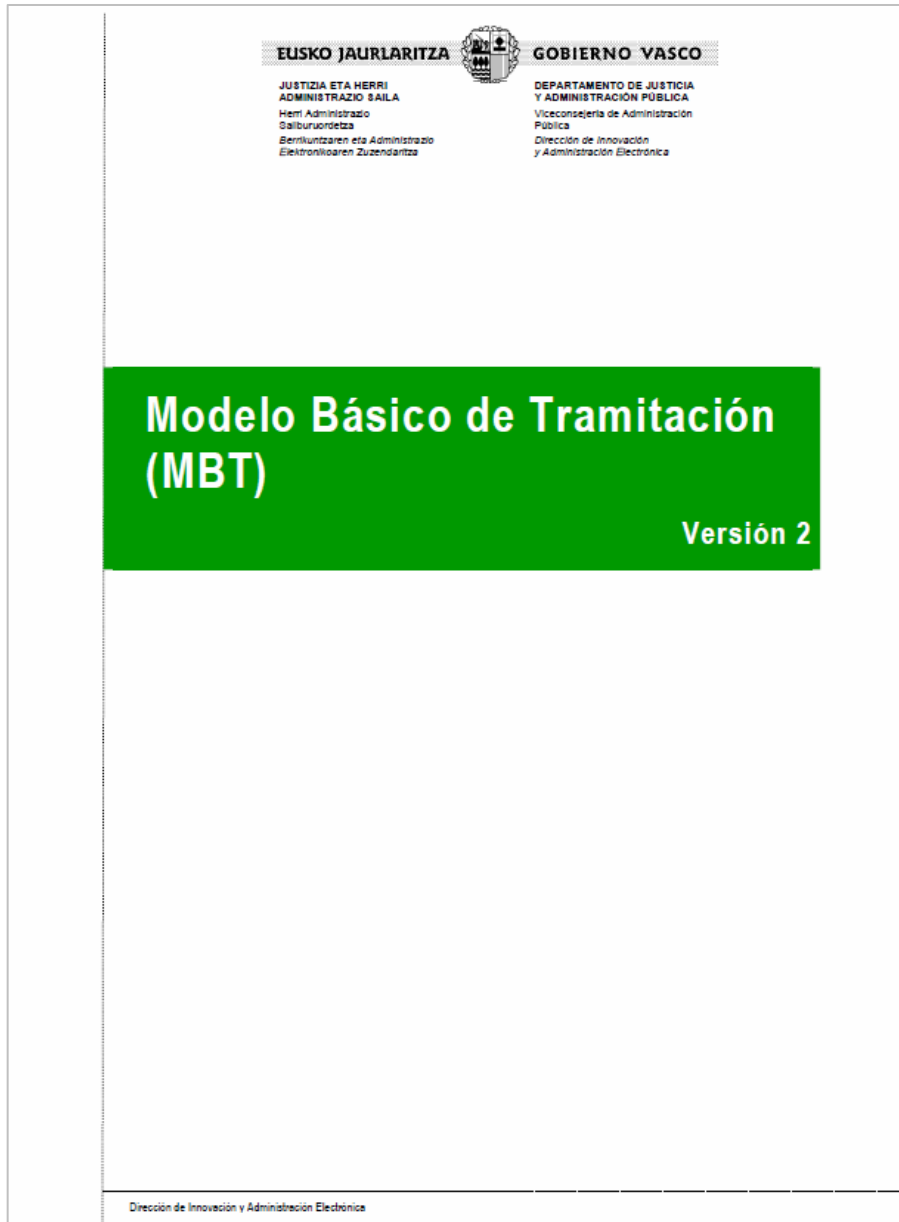 EUSKO JAURLARITZA
GOBIERNO VASCO
JUSTIZIA ETA HERRI
ADMINISTRAZIO SAILA
Herri Administrazio
Sailburuordetza
Berrikuntzaren eta Administrazio
Elektronikoaren Zuzendaritza
DEPARTAMENTO DE JUSTICIA
Y ADMINISTRACIÓN PÚBLICA
Viceconsejería de Administración
Pública
Dirección de Innovación
y Administración Electrónica
Modelo Básico de Tramitación
(MBT)
Versión 2
Dirección de Innovación y Administración Electrónica